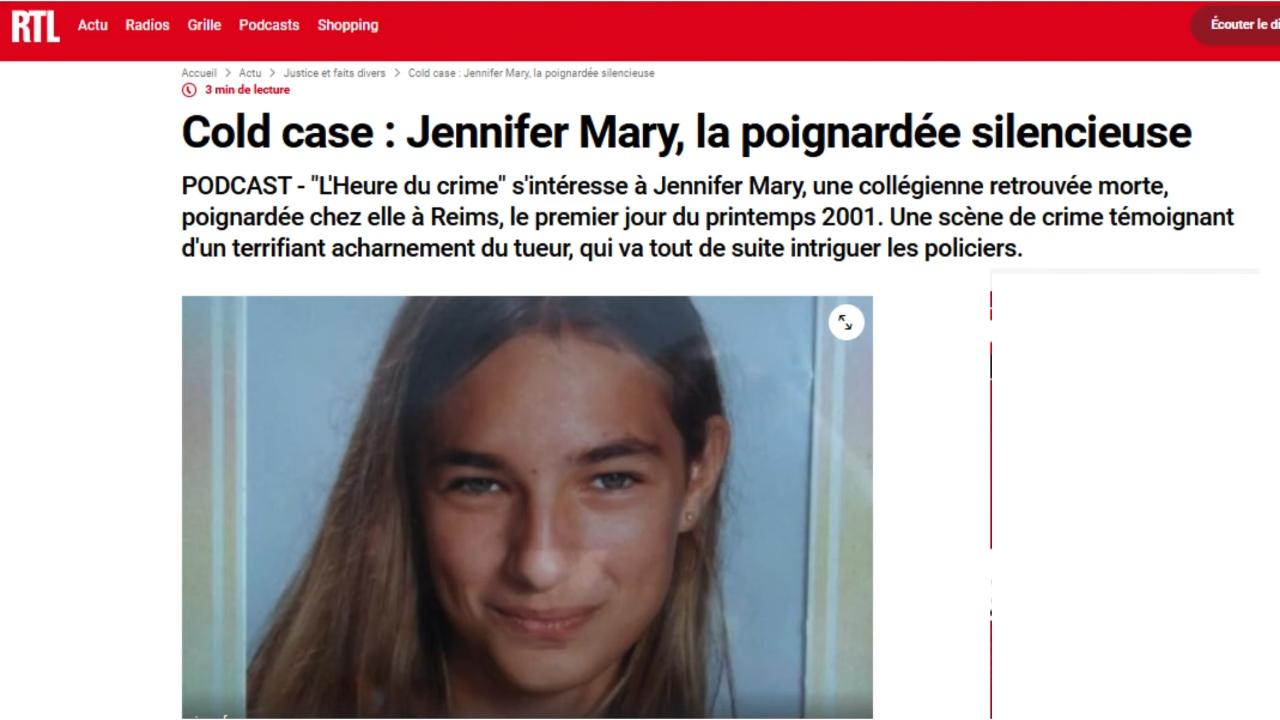 RTL Actu Radios Grille Podcasts Shopping Écouter le di
Accueil > Actu > Justice et faits divers > Cold case : Jennifer Mary, la poignardée silencieuse
3 min de lecture
Cold case : Jennifer Mary, la poignardée silencieuse
PODCAST - "L'Heure du crime" s'intéresse à Jennifer Mary, une collégienne retrouvée morte,
poignardée chez elle à Reims, le premier jour du printemps 2001. Une scène de crime témoignant
d'un terrifiant acharnement du tueur, qui va tout de suite intriguer les policiers.